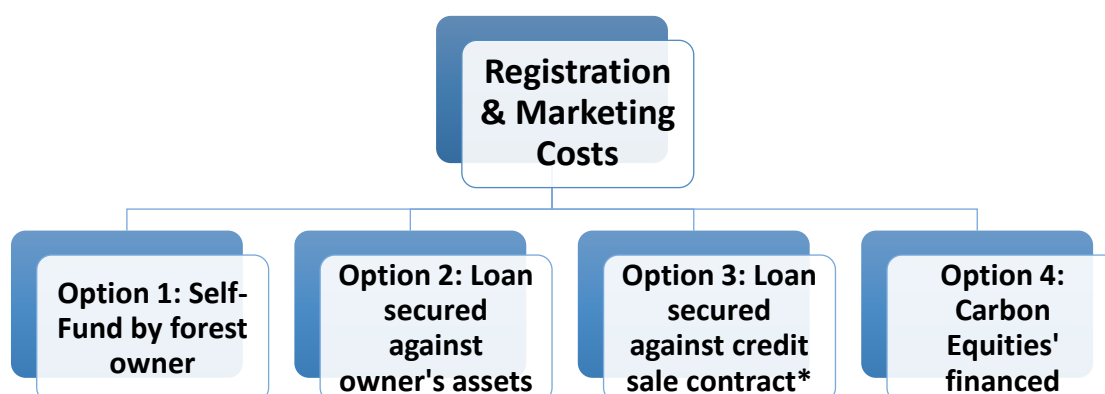 Registration
& Marketing
Costs
Option 1: Self-
Fund by forest
owner
Option 2: Loan
secured
against
owner's assets
Option 3: Loan
secured
against credit
sale contract*
Option 4:
Carbon
Equities'
financed